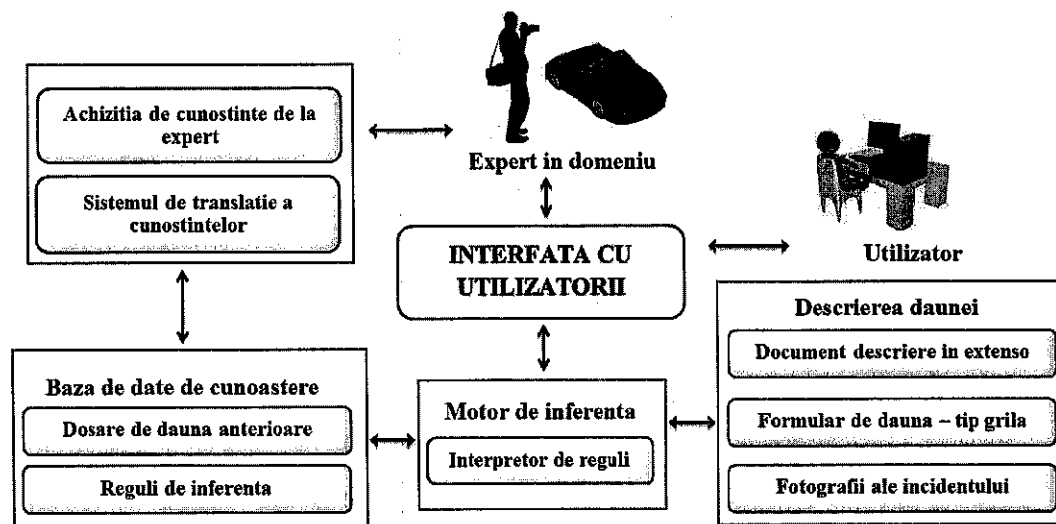 Achizitia de cunostinte de la
expert
Sistemul de translatie a
cunostintelor
Expert in domeniu
INTERFATA CU
UTILIZATORII
Utilizator
Baza de date de cunoastere
Dosare de dauna anterioare
Reguli de inferenta
Motor de inferenta
Interpretor de reguli
Descrierea daunei
Document descriere in extenso
Formular de dauna – tip grila
Fotografii ale incidentului